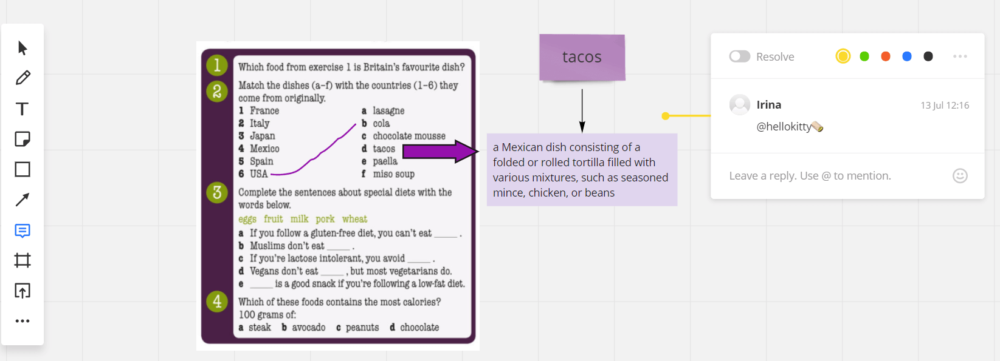 1 Which food from exercise 1 is Britain's favourite dish?
2 Match the dishes (a–f) with the countries (1–6) they
come from originally.
1 France a lasagne
2 Italy b cola
3 Japan c chocolate mousse
4 Mexico d tacos
5 Spain e paella
6 USA f miso soup
3 Complete the sentences about special diets with the
words below.
eggs fruit milk pork wheat
a If you follow a gluten-free diet, you can't eat _____ .
b Muslims don't eat _____ .
c If you're lactose intolerant, you avoid _____ .
d Vegans don't eat _____ , but most vegetarians do.
e _____ is a good snack if you're following a low-fat diet.
4 Which of these foods contains the most calories?
100 grams of:
a steak b avocado c peanuts d chocolate
tacos
a Mexican dish consisting of a
folded or rolled tortilla filled with
various mixtures, such as seasoned
mince, chicken, or beans
Resolve
Irina 13 Jul 12:16
@hellokitty🌯
Leave a reply. Use @ to mention.
T